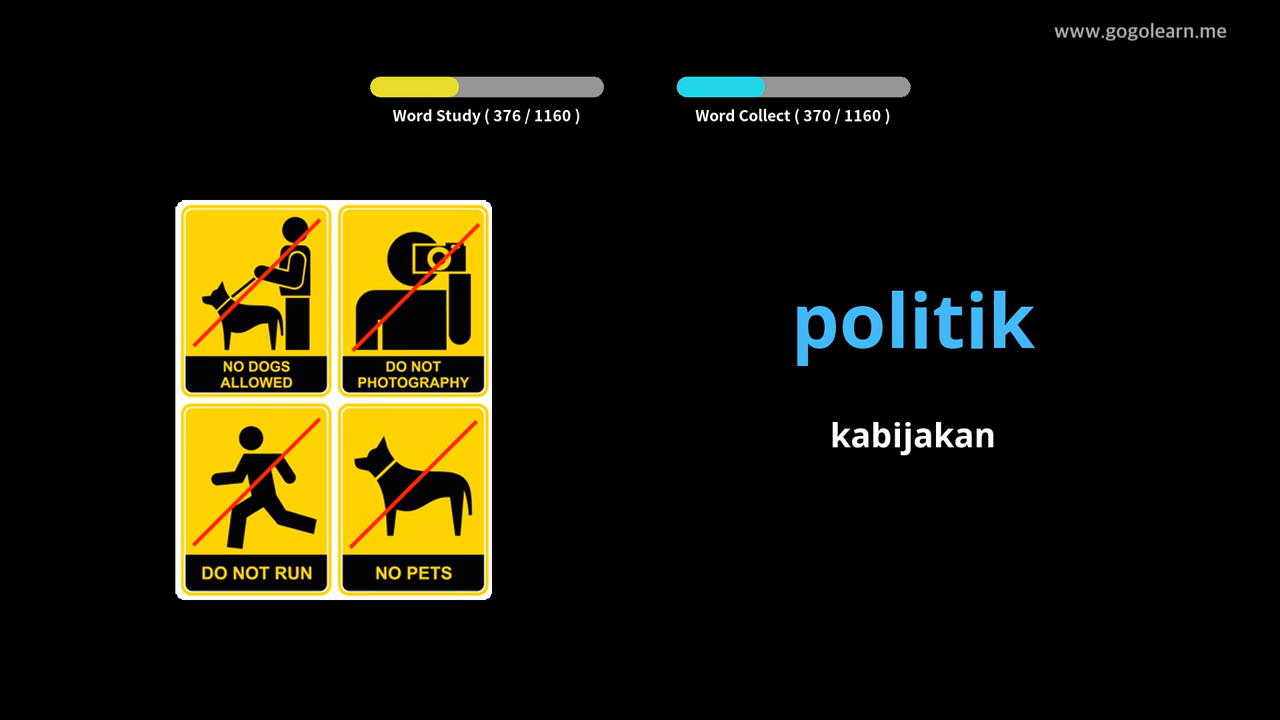 www.gogolearn.me
Word Study ( 376 / 1160 )
Word Collect ( 370 / 1160 )
NO DOGS
ALLOWED
DO NOT
PHOTOGRAPHY
DO NOT RUN
NO PETS
politik
kabijakan